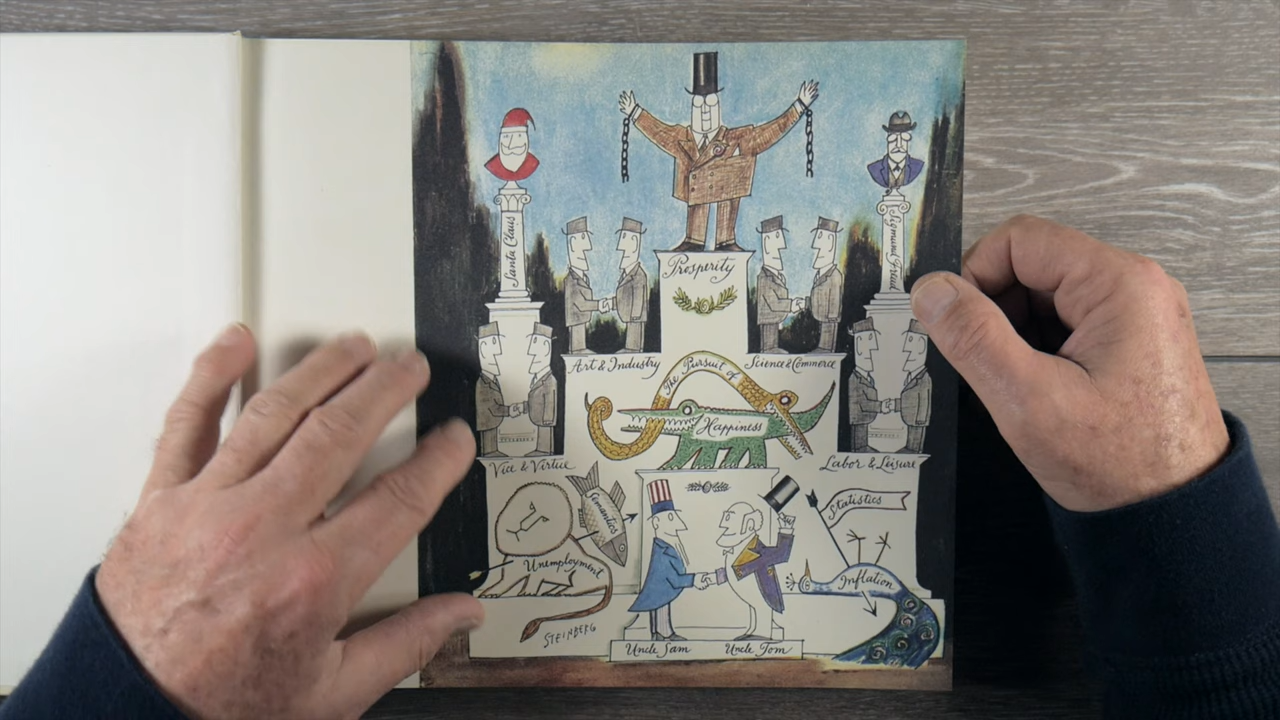 Santa Claus
Sigmund Freud
Prosperity
Art & Industry
Science & Commerce
The Pursuit of
Happiness
Vice & Virtue
Labor & Leisure
Semantics
Statistics
Unemployment
Inflation
STEINBERG
Uncle Sam
Uncle Tom